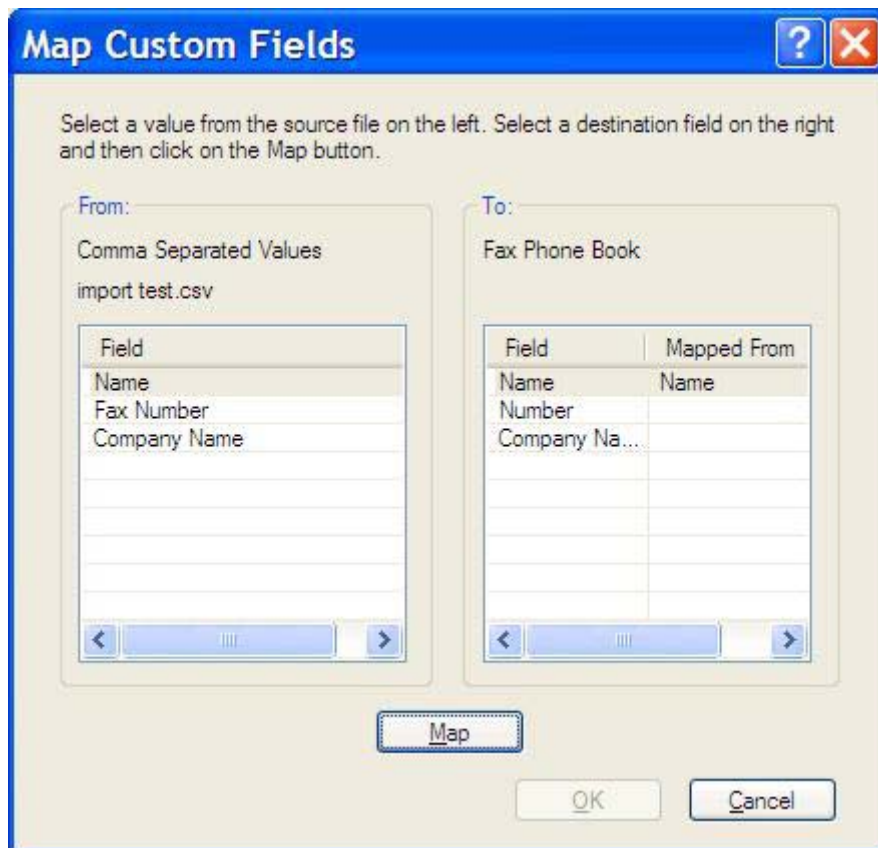 Map Custom Fields
Select a value from the source file on the left. Select a destination field on the right
and then click on the Map button.
From:
Comma Separated Values
import test.csv
Field
Name
Fax Number
Company Name
To:
Fax Phone Book
Field Mapped From
Name Name
Number
Company Na...
Map
OK Cancel